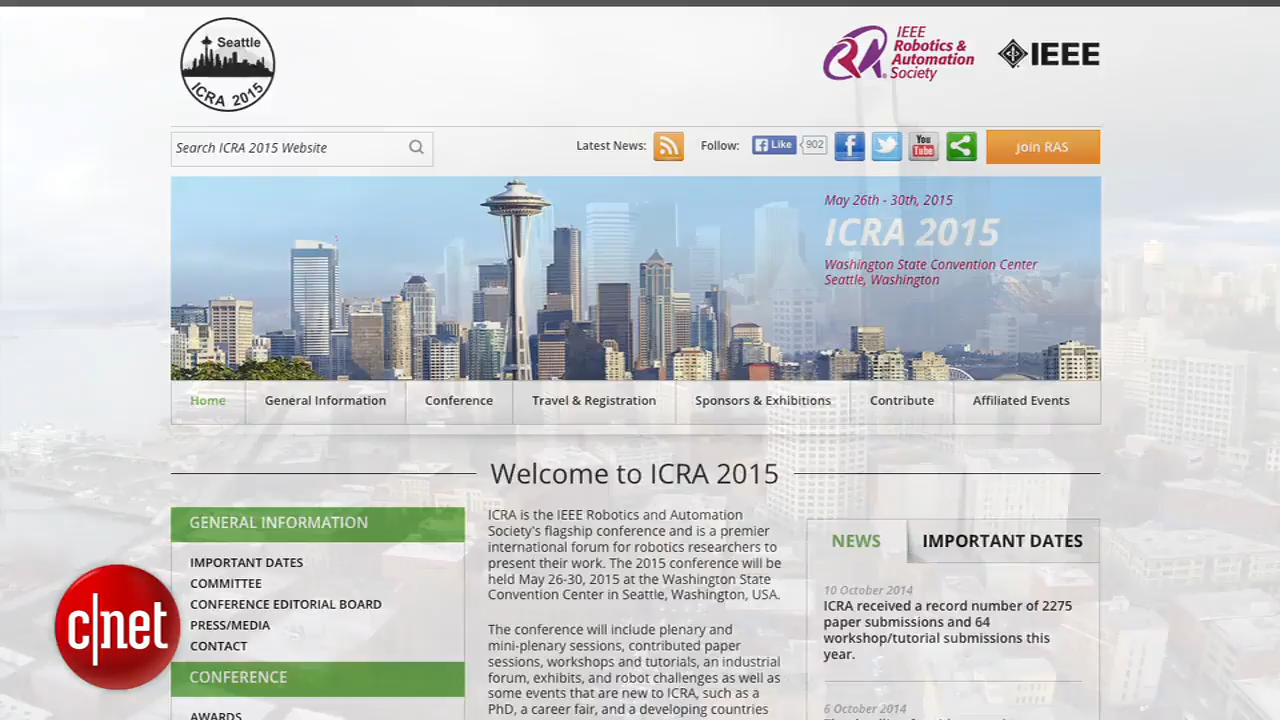 Seattle
ICRA 2015
IEEE
Robotics &
Automation
Society
IEEE
Search ICRA 2015 Website
Latest News:
Follow:
Like
902
You
Tube
Join RAS
May 26th - 30th, 2015
ICRA 2015
Washington State Convention Center
Seattle, Washington
Home
General Information
Conference
Travel & Registration
Sponsors & Exhibitions
Contribute
Affiliated Events
Welcome to ICRA 2015
GENERAL INFORMATION
IMPORTANT DATES
COMMITTEE
CONFERENCE EDITORIAL BOARD
PRESS/MEDIA
CONTACT
CONFERENCE
AWARDS
ICRA is the IEEE Robotics and Automation
Society's flagship conference and is a premier
international forum for robotics researchers to
present their work. The 2015 conference will be
held May 26-30, 2015 at the Washington State
Convention Center in Seattle, Washington, USA.
The conference will include plenary and
mini-plenary sessions, contributed paper
sessions, workshops and tutorials, an industrial
forum, exhibits, and robot challenges as well as
some events that are new to ICRA, such as a
PhD, a career fair, and a developing countries
NEWS
IMPORTANT DATES
10 October 2014
ICRA received a record number of 2275
paper submissions and 64
workshop/tutorial submissions this
year.
6 October 2014
c|net